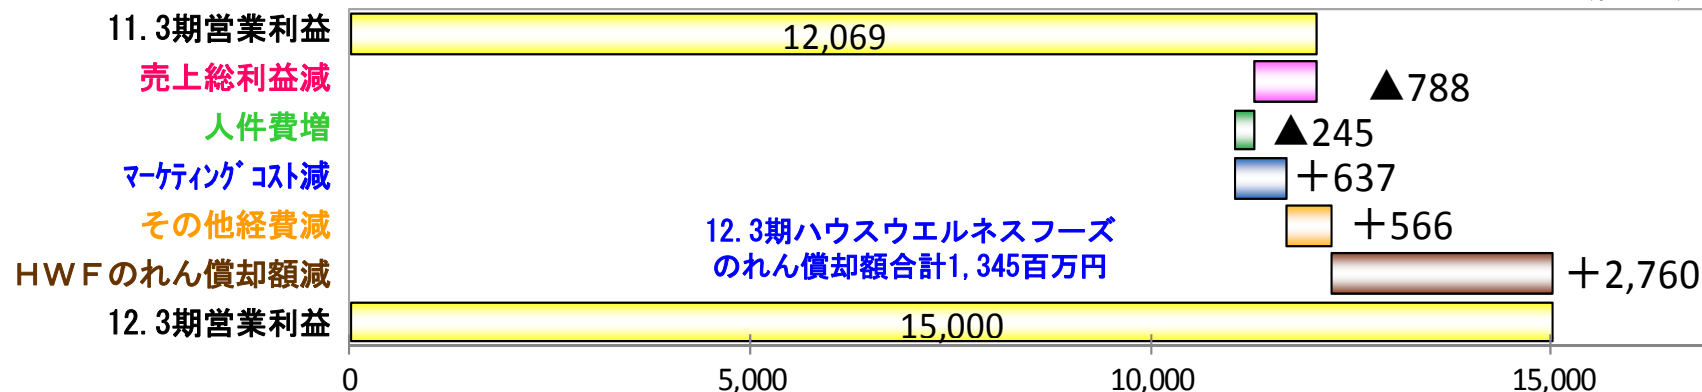 11.3期営業利益
12,069
売上総利益減
▲788
人件費増
▲245
ﾏｰｹﾃｨﾝｸﾞｺｽﾄ減
＋637
その他経費減
＋566
12.3期ハウスウエルネスフーズ
のれん償却額合計1,345百万円
ＨＷＦのれん償却額減
＋2,760
12.3期営業利益
15,000
0 5,000 10,000 15,000